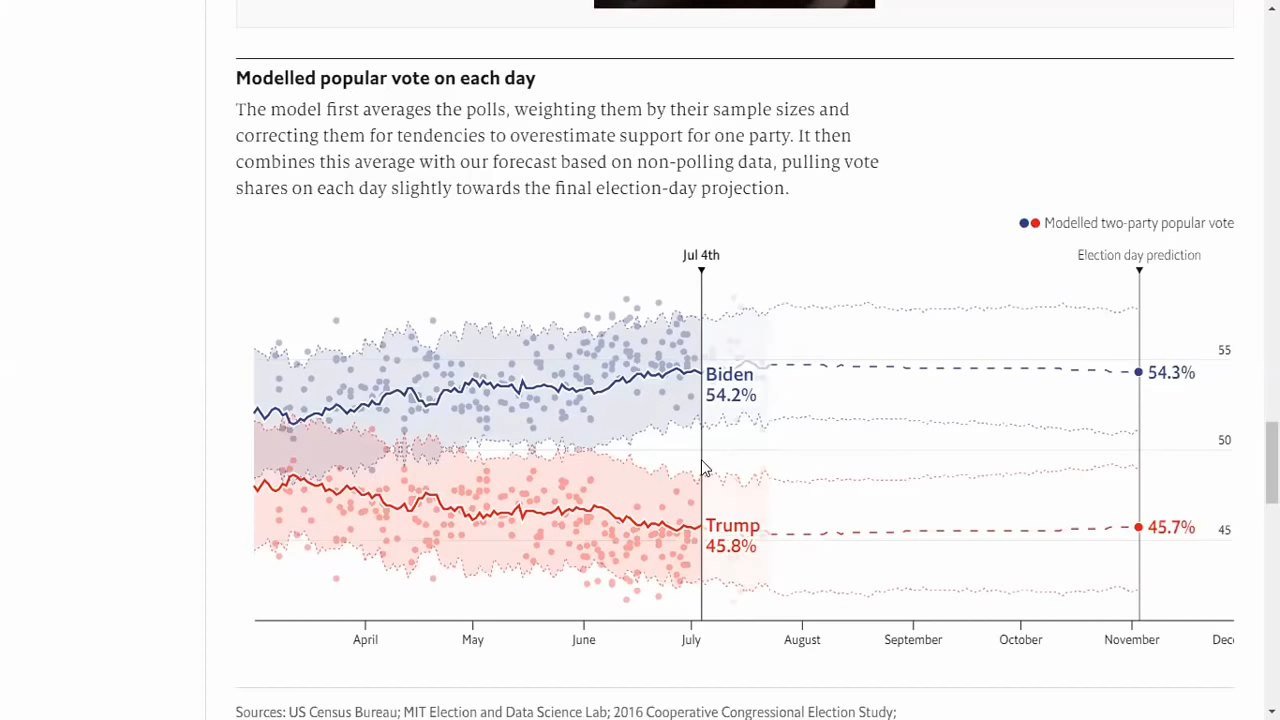 Modelled popular vote on each day
The model first averages the polls, weighting them by their sample sizes and
correcting them for tendencies to overestimate support for one party. It then
combines this average with our forecast based on non-polling data, pulling vote
shares on each day slightly towards the final election-day projection.
Modelled two-party popular vote
Jul 4th
Election day prediction
55
Biden
54.2%
54.3%
50
Trump
45.8%
45.7%
45
April May June July August September October November Dec
Sources: US Census Bureau; MIT Election and Data Science Lab; 2016 Cooperative Congressional Election Study;